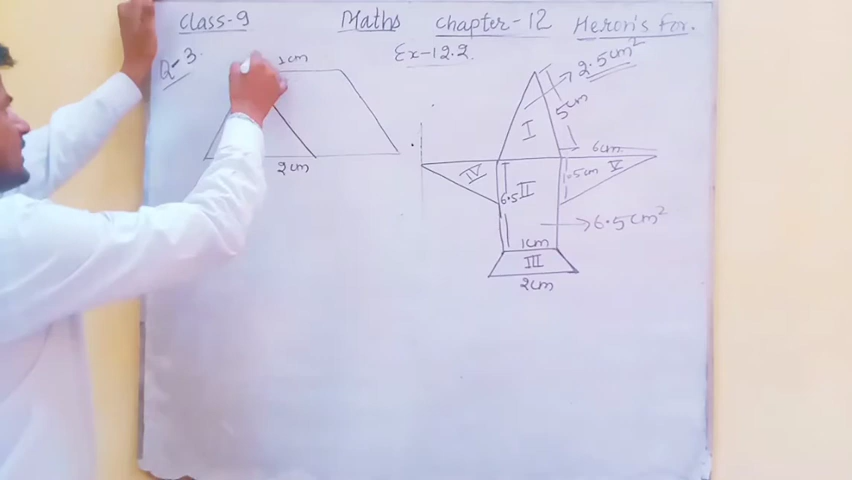 Class-9 Maths Chapter-12 Heron's For.
Ex-12.2
Q-3.
1cm
2cm
2.5cm²
5cm
I
6cm
IV
V
1.5cm
6.5
II
6.5cm²
1cm
III
2cm